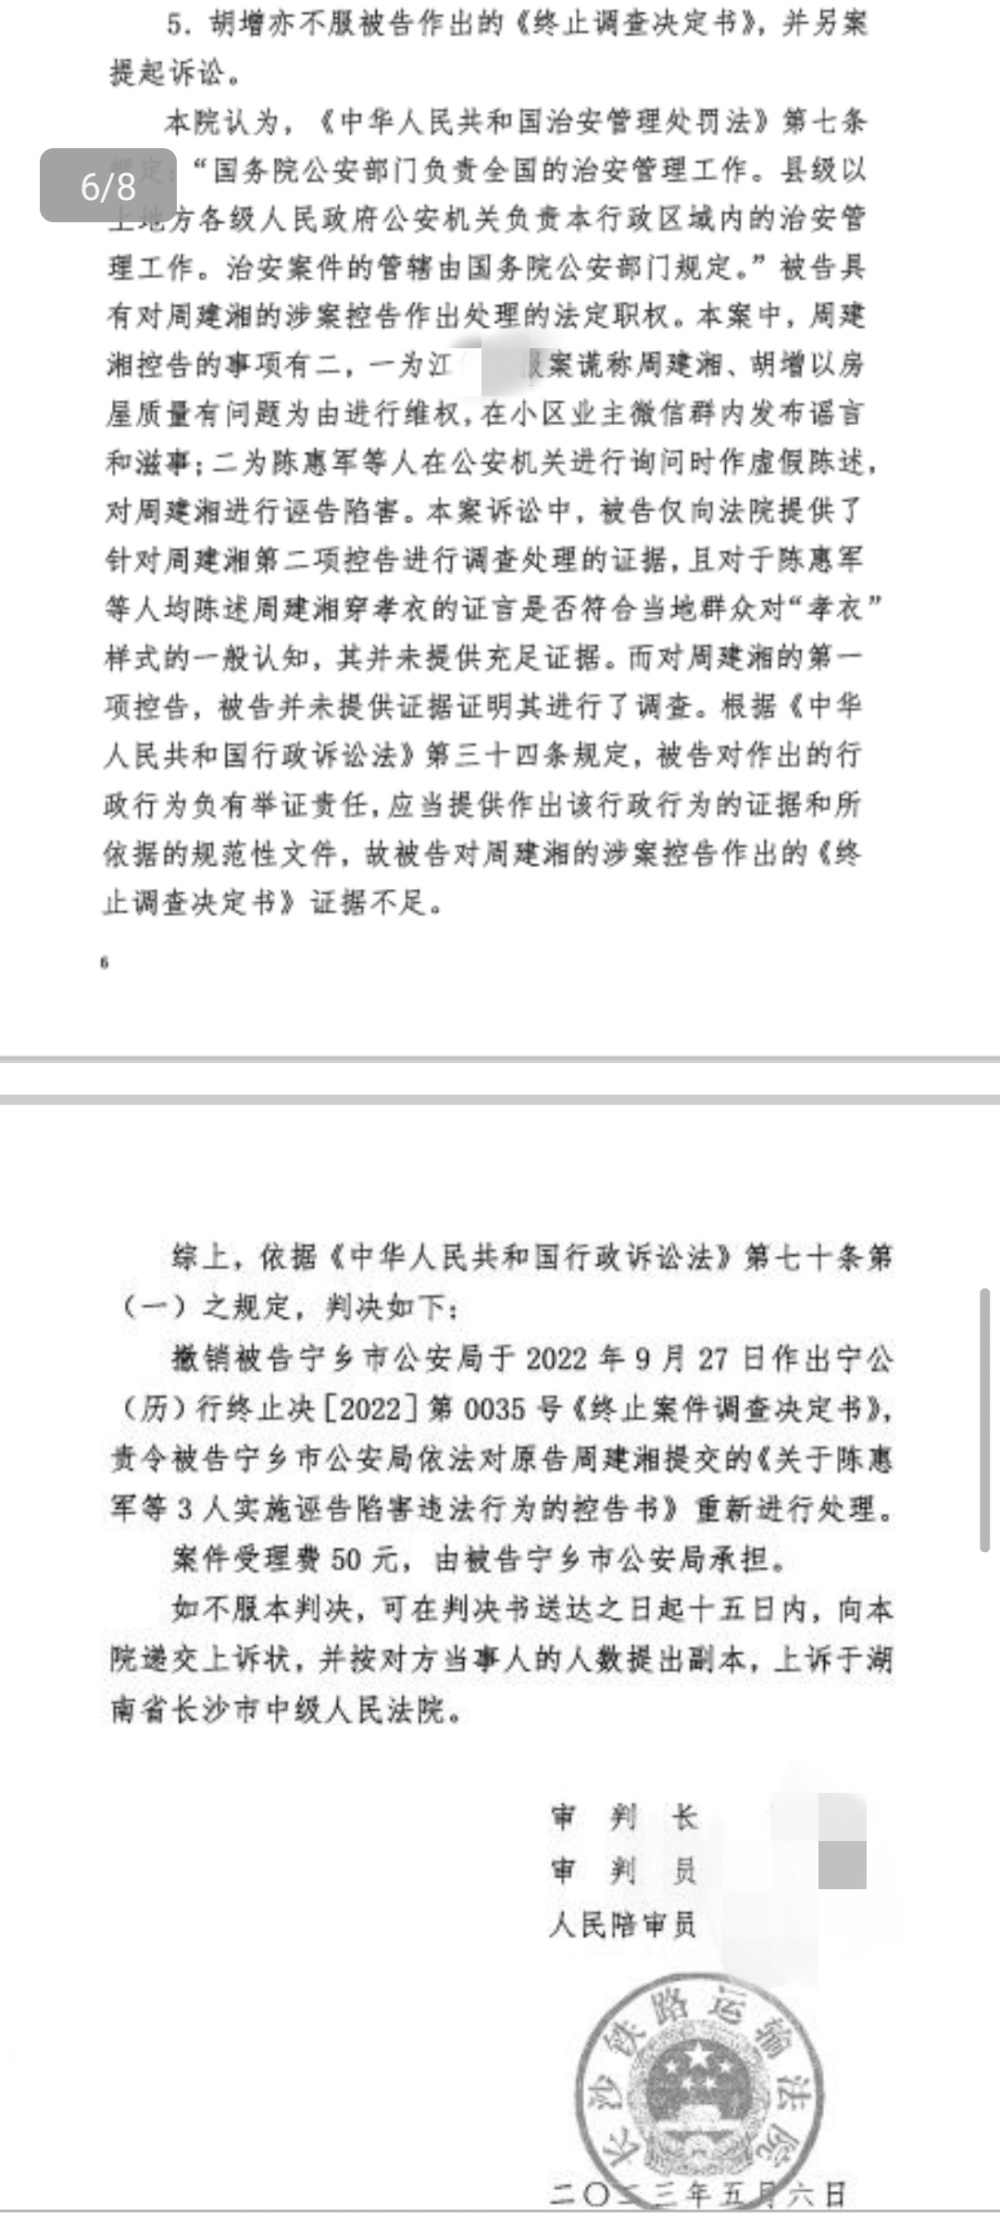 5. 胡增亦不服被告作出的《终止调查决定书》，并另案
提起诉讼。
本院认为，《中华人民共和国治安管理处罚法》第七条
6/8
规定：“国务院公安部门负责全国的治安管理工作。县级以
上地方各级人民政府公安机关负责本行政区域内的治安管
理工作。治安案件的管辖由国务院公安部门规定。”被告具
有对周建湘的涉案控告作出处理的法定职权。本案中，周建
湘控告的事项有二，一为江 报案谎称周建湘、胡增以房
屋质量有问题为由进行维权，在小区业主微信群内发布谣言
和滋事；二为陈惠军等人在公安机关进行询问时作虚假陈述，
对周建湘进行诬告陷害。本案诉讼中，被告仅向法院提供了
针对周建湘第二项控告进行调查处理的证据，且对于陈惠军
等人均陈述周建湘穿孝衣的证言是否符合当地群众对“孝衣”
样式的一般认知，其并未提供充足证据。而对周建湘的第一
项控告，被告并未提供证据证明其进行了调查。根据《中华
人民共和国行政诉讼法》第三十四条规定，被告对作出的行
政行为负有举证责任，应当提供作出该行政行为的证据和所
依据的规范性文件，故被告对周建湘的涉案控告作出的《终
止调查决定书》证据不足。
6
综上，依据《中华人民共和国行政诉讼法》第七十条第
（一）之规定，判决如下：
撤销被告宁乡市公安局于 2022 年 9 月 27 日作出宁公
（历）行终止决［2022］第 0035 号《终止案件调查决定书》，
责令被告宁乡市公安局依法对原告周建湘提交的《关于陈惠
军等 3 人实施诬告陷害违法行为的控告书》重新进行处理。
案件受理费 50 元，由被告宁乡市公安局承担。
如不服本判决，可在判决书送达之日起十五日内，向本
院递交上诉状，并按对方当事人的人数提出副本，上诉于湖
南省长沙市中级人民法院。
审 判 长
审 判 员
人民陪审员
长沙铁路运输法院
二〇二三年五月六日